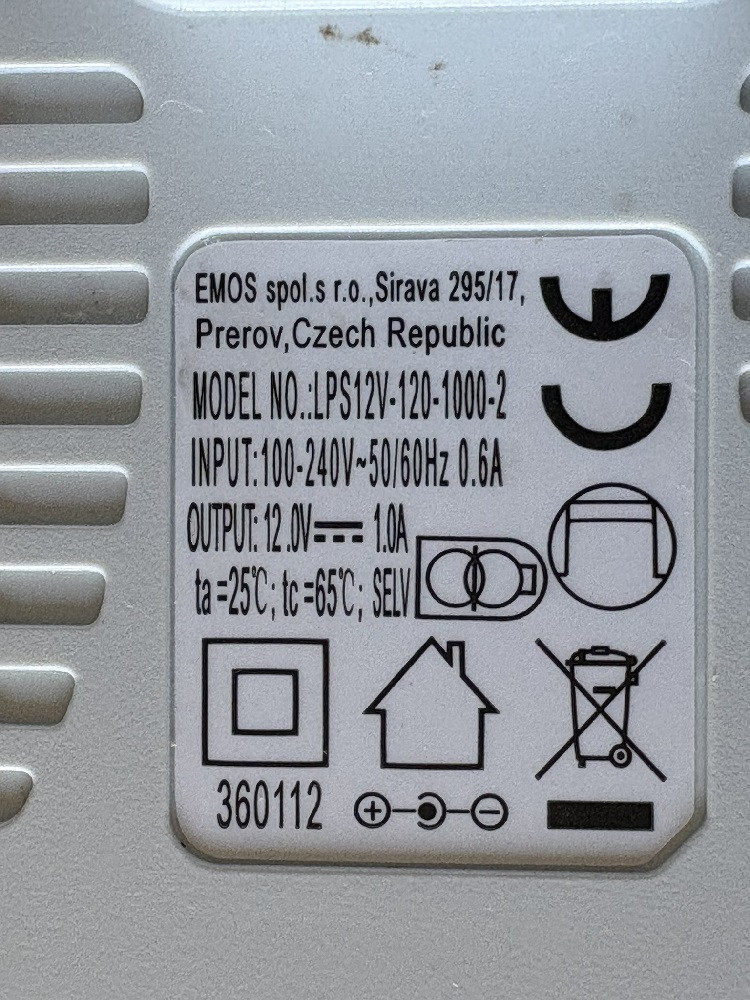 EMOS spol.s r.o.,Sirava 295/17,
Prerov,Czech Republic
MODEL NO.:LPS12V-120-1000-2
INPUT:100-240V~50/60Hz 0.6A
OUTPUT: 12.0V⎓ 1.0A
ta=25℃; tc=65℃; SELV
360112